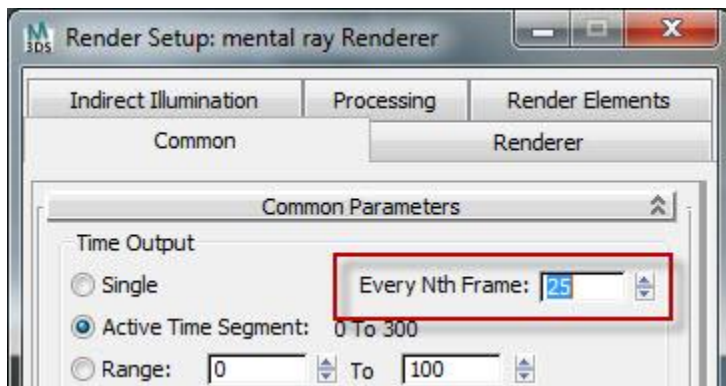 M
3DS
Render Setup: mental ray Renderer
X
Indirect Illumination
Processing
Render Elements
Common
Renderer
Common Parameters
Time Output
Single
Every Nth Frame: 25
Active Time Segment: 0 To 300
Range: 0 To 100